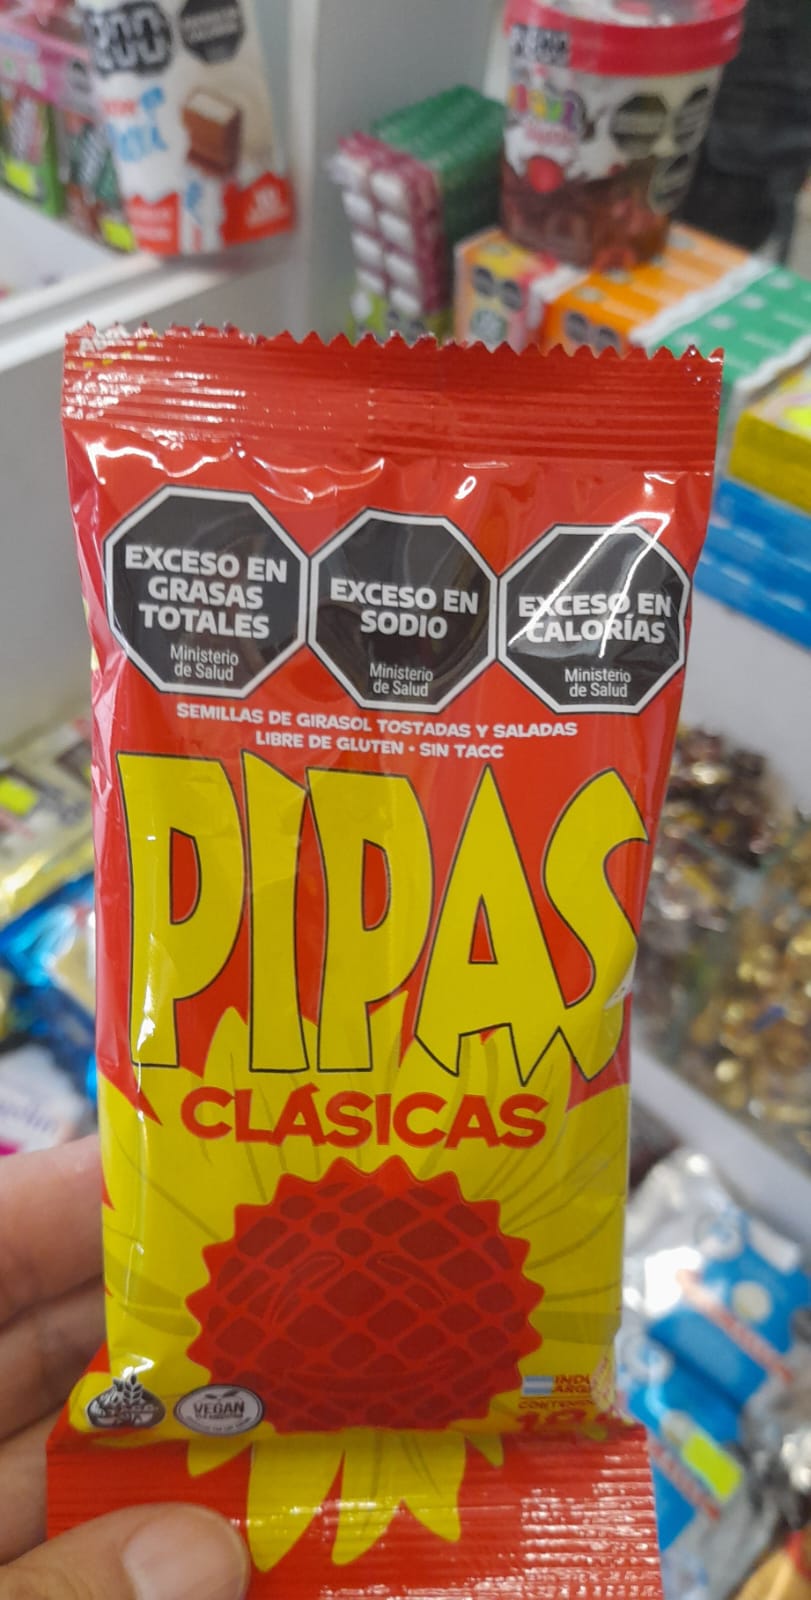 EXCESO EN
GRASAS
TOTALES
Ministerio
de Salud
EXCESO EN
SODIO
Ministerio
de Salud
EXCESO EN
CALORÍAS
Ministerio
de Salud
SEMILLAS DE GIRASOL TOSTADAS Y SALADAS
LIBRE DE GLUTEN • SIN TACC
PIPAS
CLÁSICAS
VEGAN